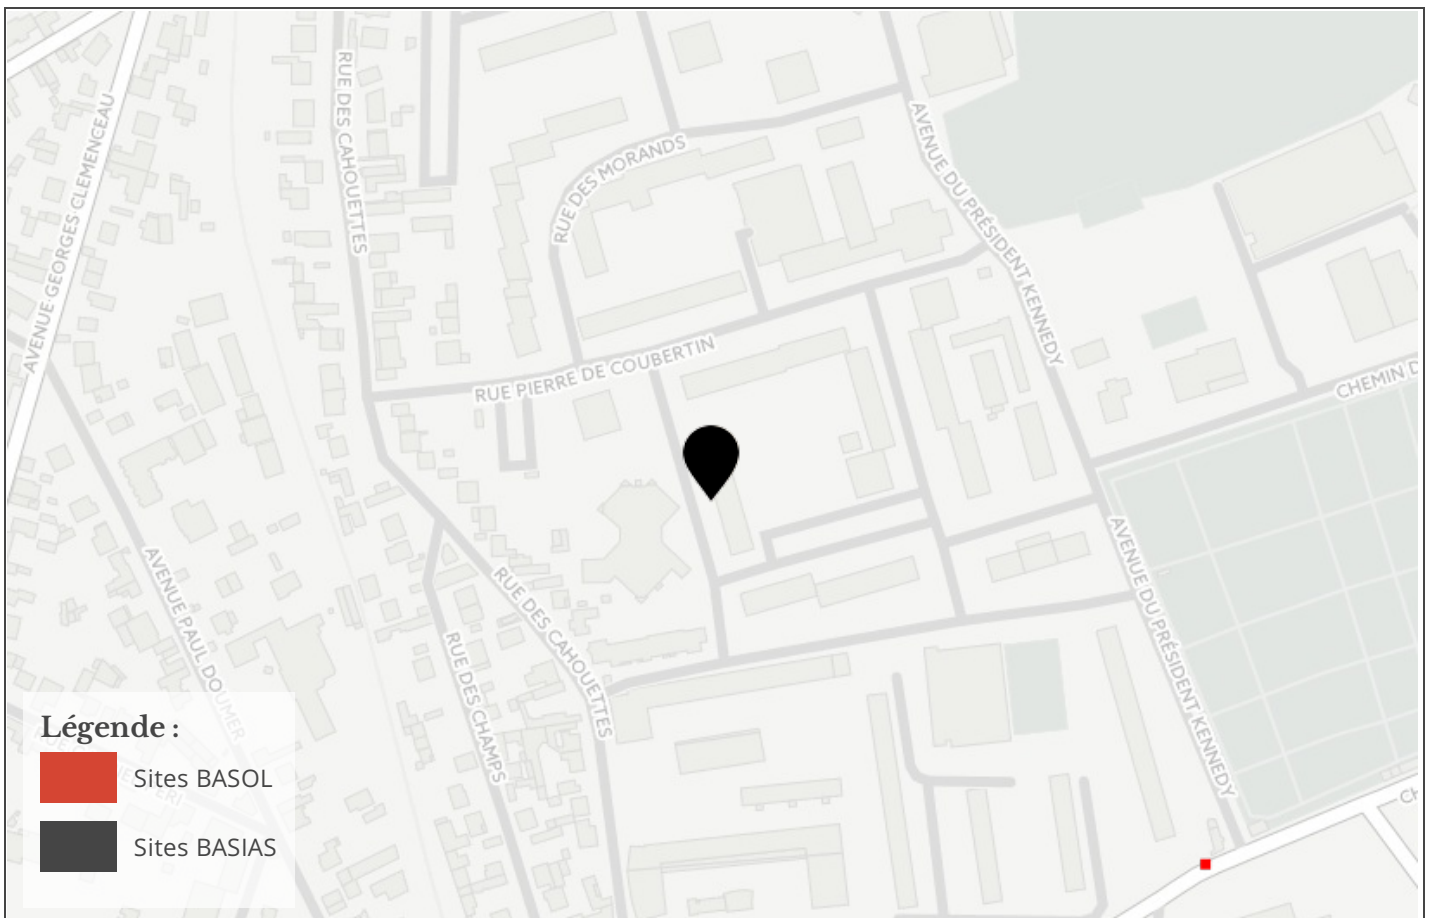 AVENUE GEORGES CLEMENCEAU
RUE DES CAHOUETTES
RUE DES MORANDS
AVENUE DU PRÉSIDENT KENNEDY
RUE PIERRE DE COUBERTIN
CHEMIN D
AVENUE PAUL DOUMER
RUE DES CAHOUETTES
RUE DES CHAMPS
AVENUE DU PRÉSIDENT KENNEDY
CH
Légende :
Sites BASOL
Sites BASIAS